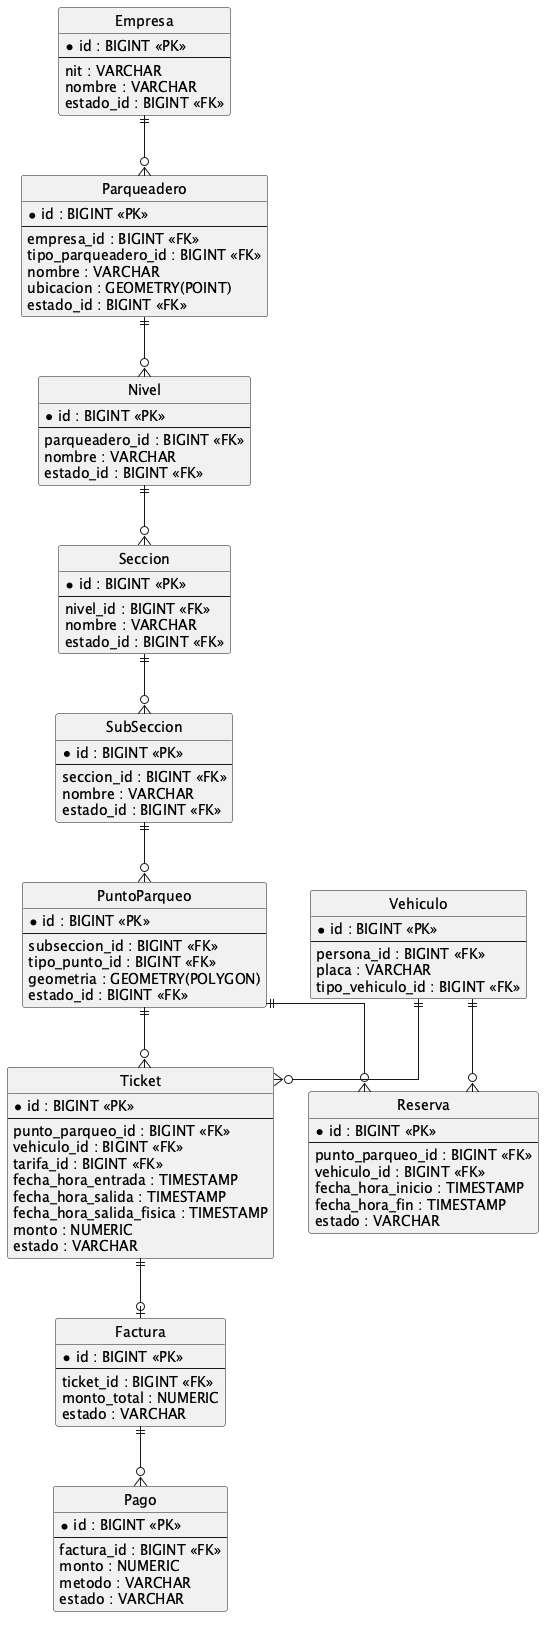 Empresa
id : BIGINT «PK»
nit : VARCHAR
nombre : VARCHAR
estado_id : BIGINT «FK»
Parqueadero
id : BIGINT «PK»
empresa_id : BIGINT «FK»
tipo_parqueadero_id : BIGINT «FK»
nombre : VARCHAR
ubicacion : GEOMETRY(POINT)
estado_id : BIGINT «FK»
Nivel
id : BIGINT «PK»
parqueadero_id : BIGINT «FK»
nombre : VARCHAR
estado_id : BIGINT «FK»
Seccion
id : BIGINT «PK»
nivel_id : BIGINT «FK»
nombre : VARCHAR
estado_id : BIGINT «FK»
SubSeccion
id : BIGINT «PK»
seccion_id : BIGINT «FK»
nombre : VARCHAR
estado_id : BIGINT «FK»
PuntoParqueo
id : BIGINT «PK»
subseccion_id : BIGINT «FK»
tipo_punto_id : BIGINT «FK»
geometria : GEOMETRY(POLYGON)
estado_id : BIGINT «FK»
Vehiculo
id : BIGINT «PK»
persona_id : BIGINT «FK»
placa : VARCHAR
tipo_vehiculo_id : BIGINT «FK»
Ticket
id : BIGINT «PK»
punto_parqueo_id : BIGINT «FK»
vehiculo_id : BIGINT «FK»
tarifa_id : BIGINT «FK»
fecha_hora_entrada : TIMESTAMP
fecha_hora_salida : TIMESTAMP
fecha_hora_salida_fisica : TIMESTAMP
monto : NUMERIC
estado : VARCHAR
Reserva
id : BIGINT «PK»
punto_parqueo_id : BIGINT «FK»
vehiculo_id : BIGINT «FK»
fecha_hora_inicio : TIMESTAMP
fecha_hora_fin : TIMESTAMP
estado : VARCHAR
Factura
id : BIGINT «PK»
ticket_id : BIGINT «FK»
monto_total : NUMERIC
estado : VARCHAR
Pago
id : BIGINT «PK»
factura_id : BIGINT «FK»
monto : NUMERIC
metodo : VARCHAR
estado : VARCHAR